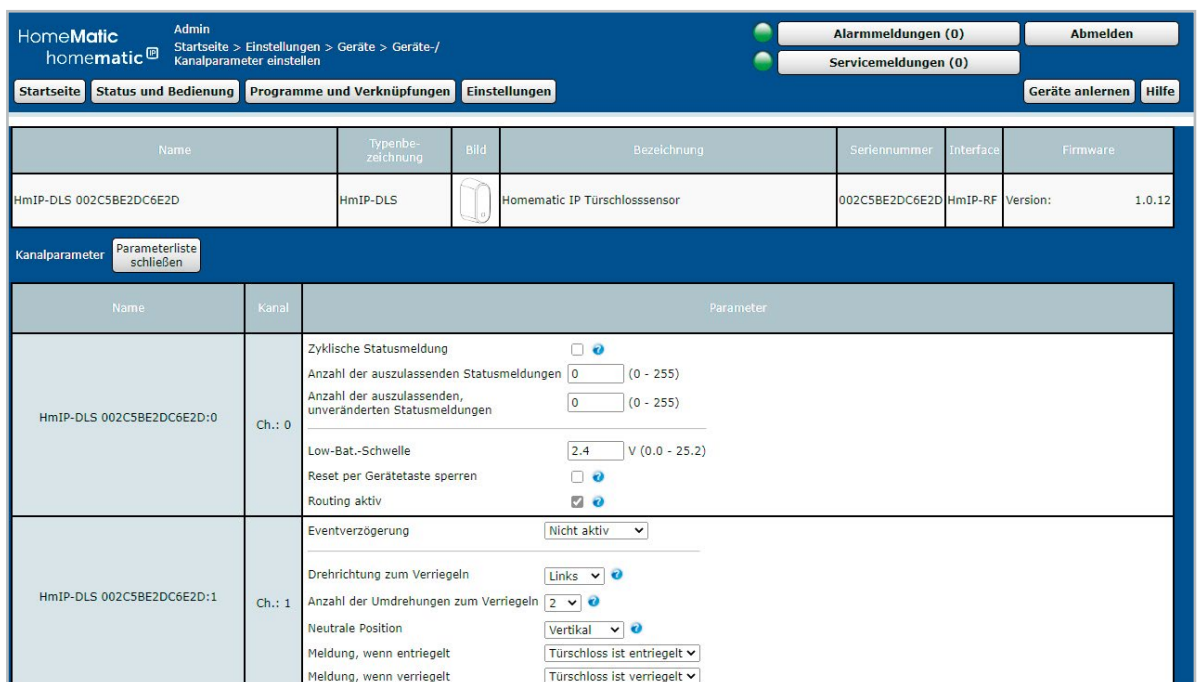 HomeMatic
homematic IP
Admin
Startseite > Einstellungen > Geräte > Geräte-/
Kanalparameter einstellen
Alarmmeldungen (0)
Abmelden
Servicemeldungen (0)
Startseite
Status und Bedienung
Programme und Verknüpfungen
Einstellungen
Geräte anlernen
Hilfe
Name
Typenbe-
zeichnung
Bild
Bezeichnung
Seriennummer
Interface
Firmware
HmIP-DLS 002C5BE2DC6E2D
HmIP-DLS
Homematic IP Türschlosssensor
002C5BE2DC6E2D
HmIP-RF
Version: 1.0.12
Kanalparameter
Parameterliste
schließen
Name
Kanal
Parameter
HmIP-DLS 002C5BE2DC6E2D:0
Ch.: 0
Zyklische Statusmeldung
Anzahl der auszulassenden Statusmeldungen 0 (0 - 255)
Anzahl der auszulassenden,
unveränderten Statusmeldungen 0 (0 - 255)
Low-Bat.-Schwelle 2.4 V (0.0 - 25.2)
Reset per Gerätetaste sperren
Routing aktiv
HmIP-DLS 002C5BE2DC6E2D:1
Ch.: 1
Eventverzögerung Nicht aktiv
Drehrichtung zum Verriegeln Links
Anzahl der Umdrehungen zum Verriegeln 2
Neutrale Position Vertikal
Meldung, wenn entriegelt Türschloss ist entriegelt
Meldung, wenn verriegelt Türschloss ist verriegelt